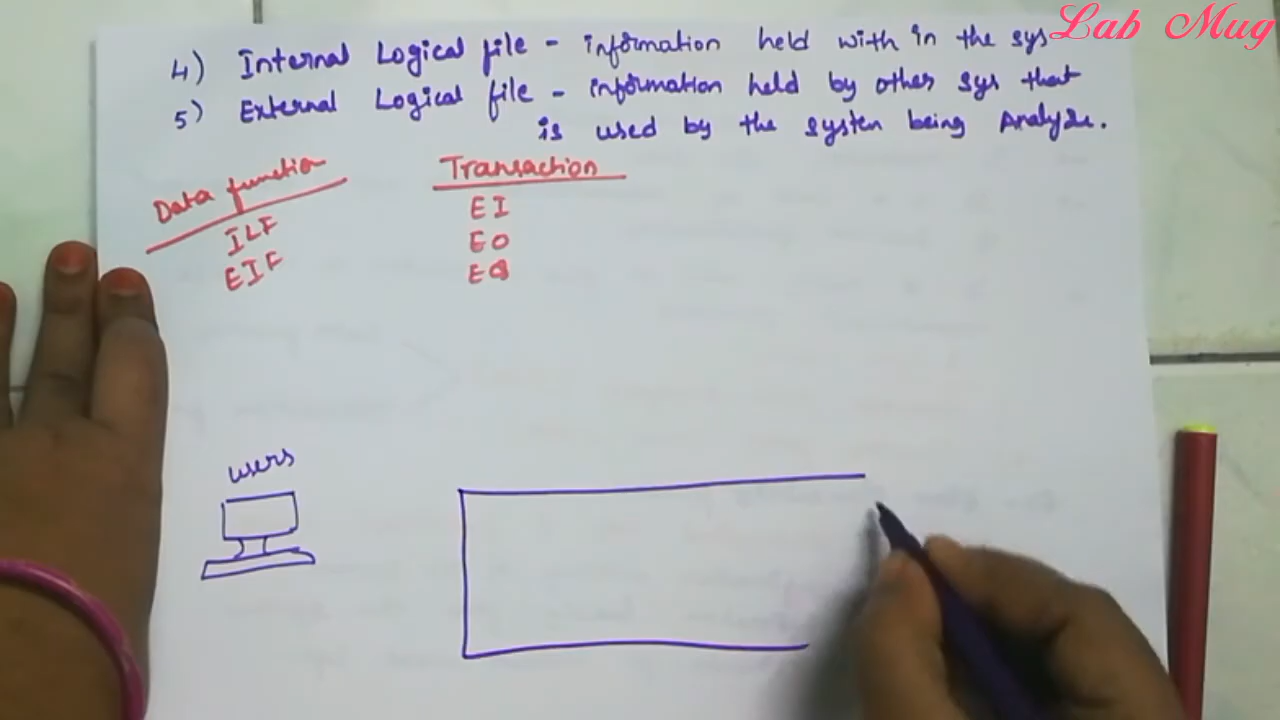 Lab Mug
4) Internal Logical file - information held with in the sys
5) External Logical file - information held by other sys that
is used by the system being Analyze.
Data function
ILF
EIF
Transaction
EI
EO
EQ
users